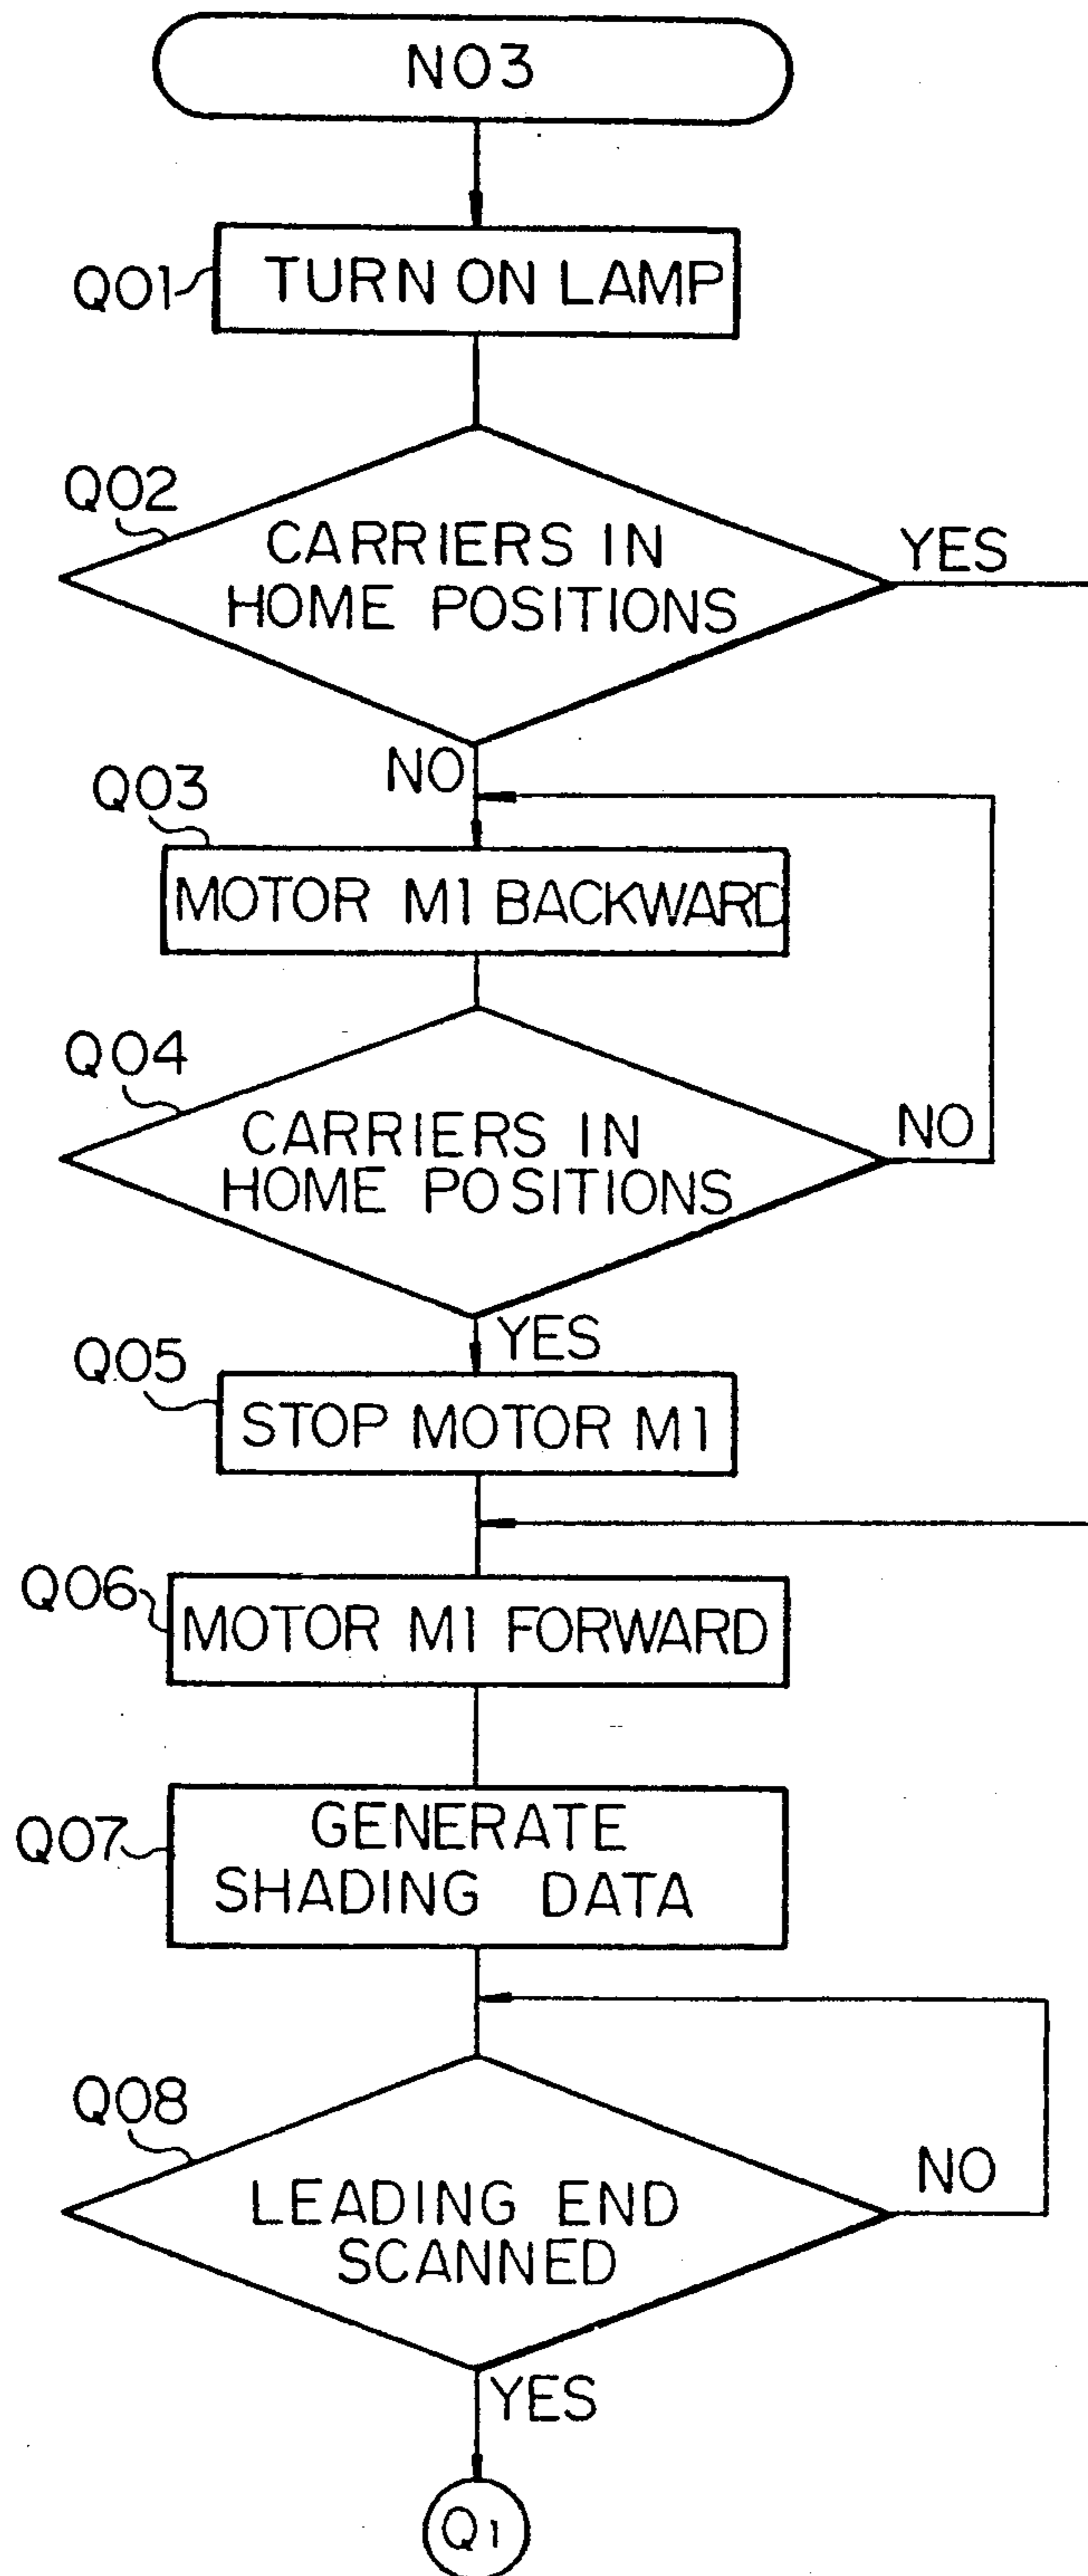 NO3
Q01
TURN ON LAMP
Q02
CARRIERS IN
HOME POSITIONS
YES
NO
Q03
MOTOR M1 BACKWARD
Q04
CARRIERS IN
HOME POSITIONS
NO
YES
Q05
STOP MOTOR M1
Q06
MOTOR M1 FORWARD
Q07
GENERATE
SHADING DATA
Q08
LEADING END
SCANNED
NO
YES
Q1